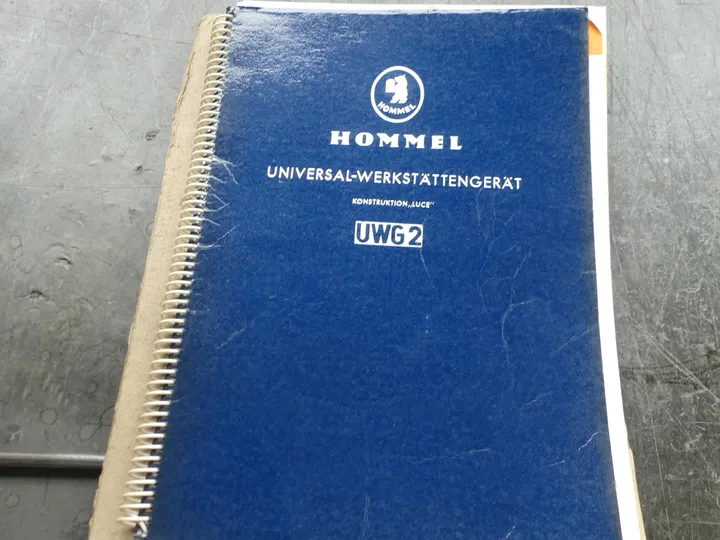 HOMMEL
HOMMEL
UNIVERSAL-WERKSTÄTTENGERÄT
KONSTRUKTION „LUCE"
UWG2